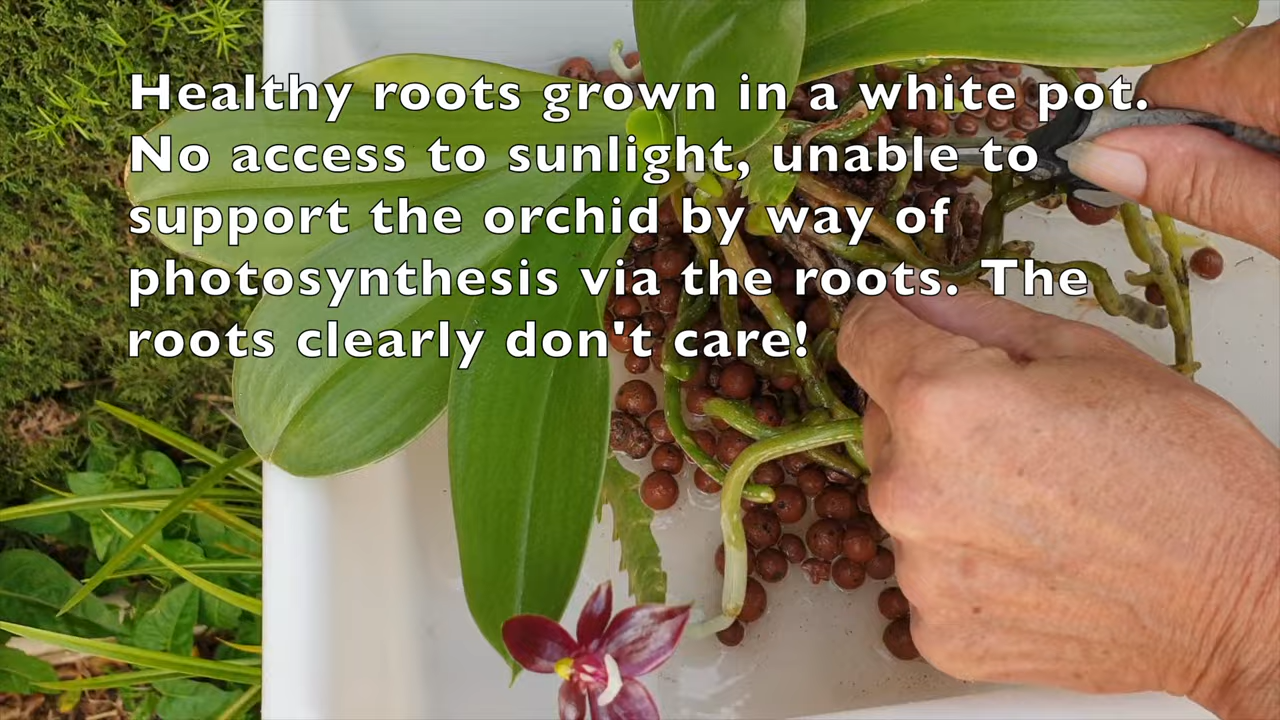 Healthy roots grown in a white pot.
No access to sunlight, unable to
support the orchid by way of
photosynthesis via the roots. The
roots clearly don't care!